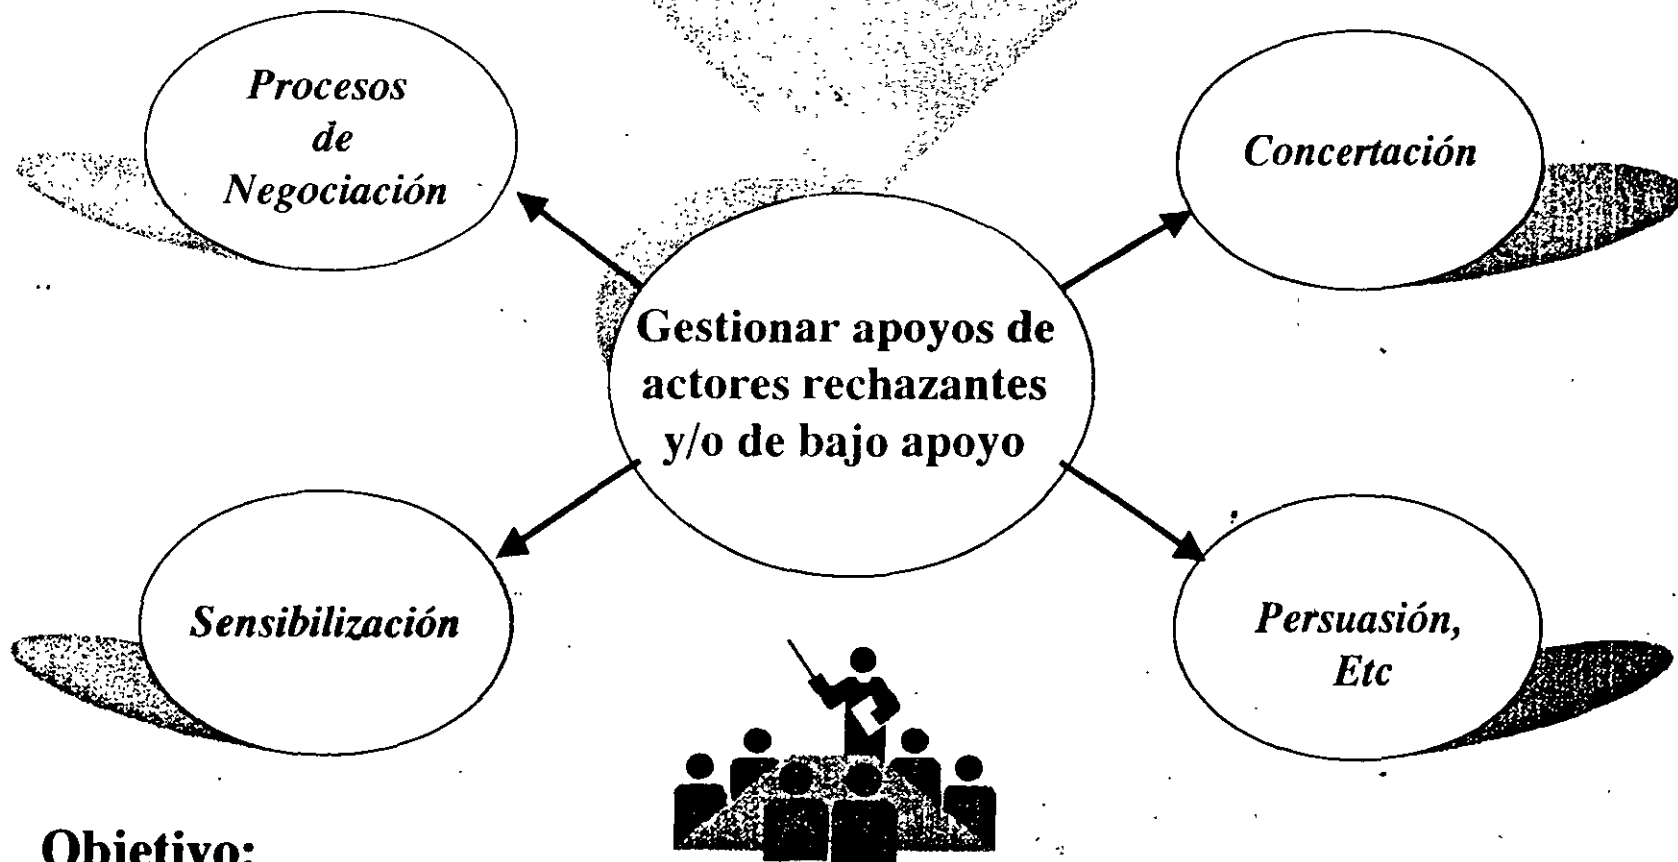 Procesos
de
Negociación
Concertación
Gestionar apoyos de
actores rechazantes
y/o de bajo apoyo
Sensibilización
Persuasión,
Etc
Objetivo: